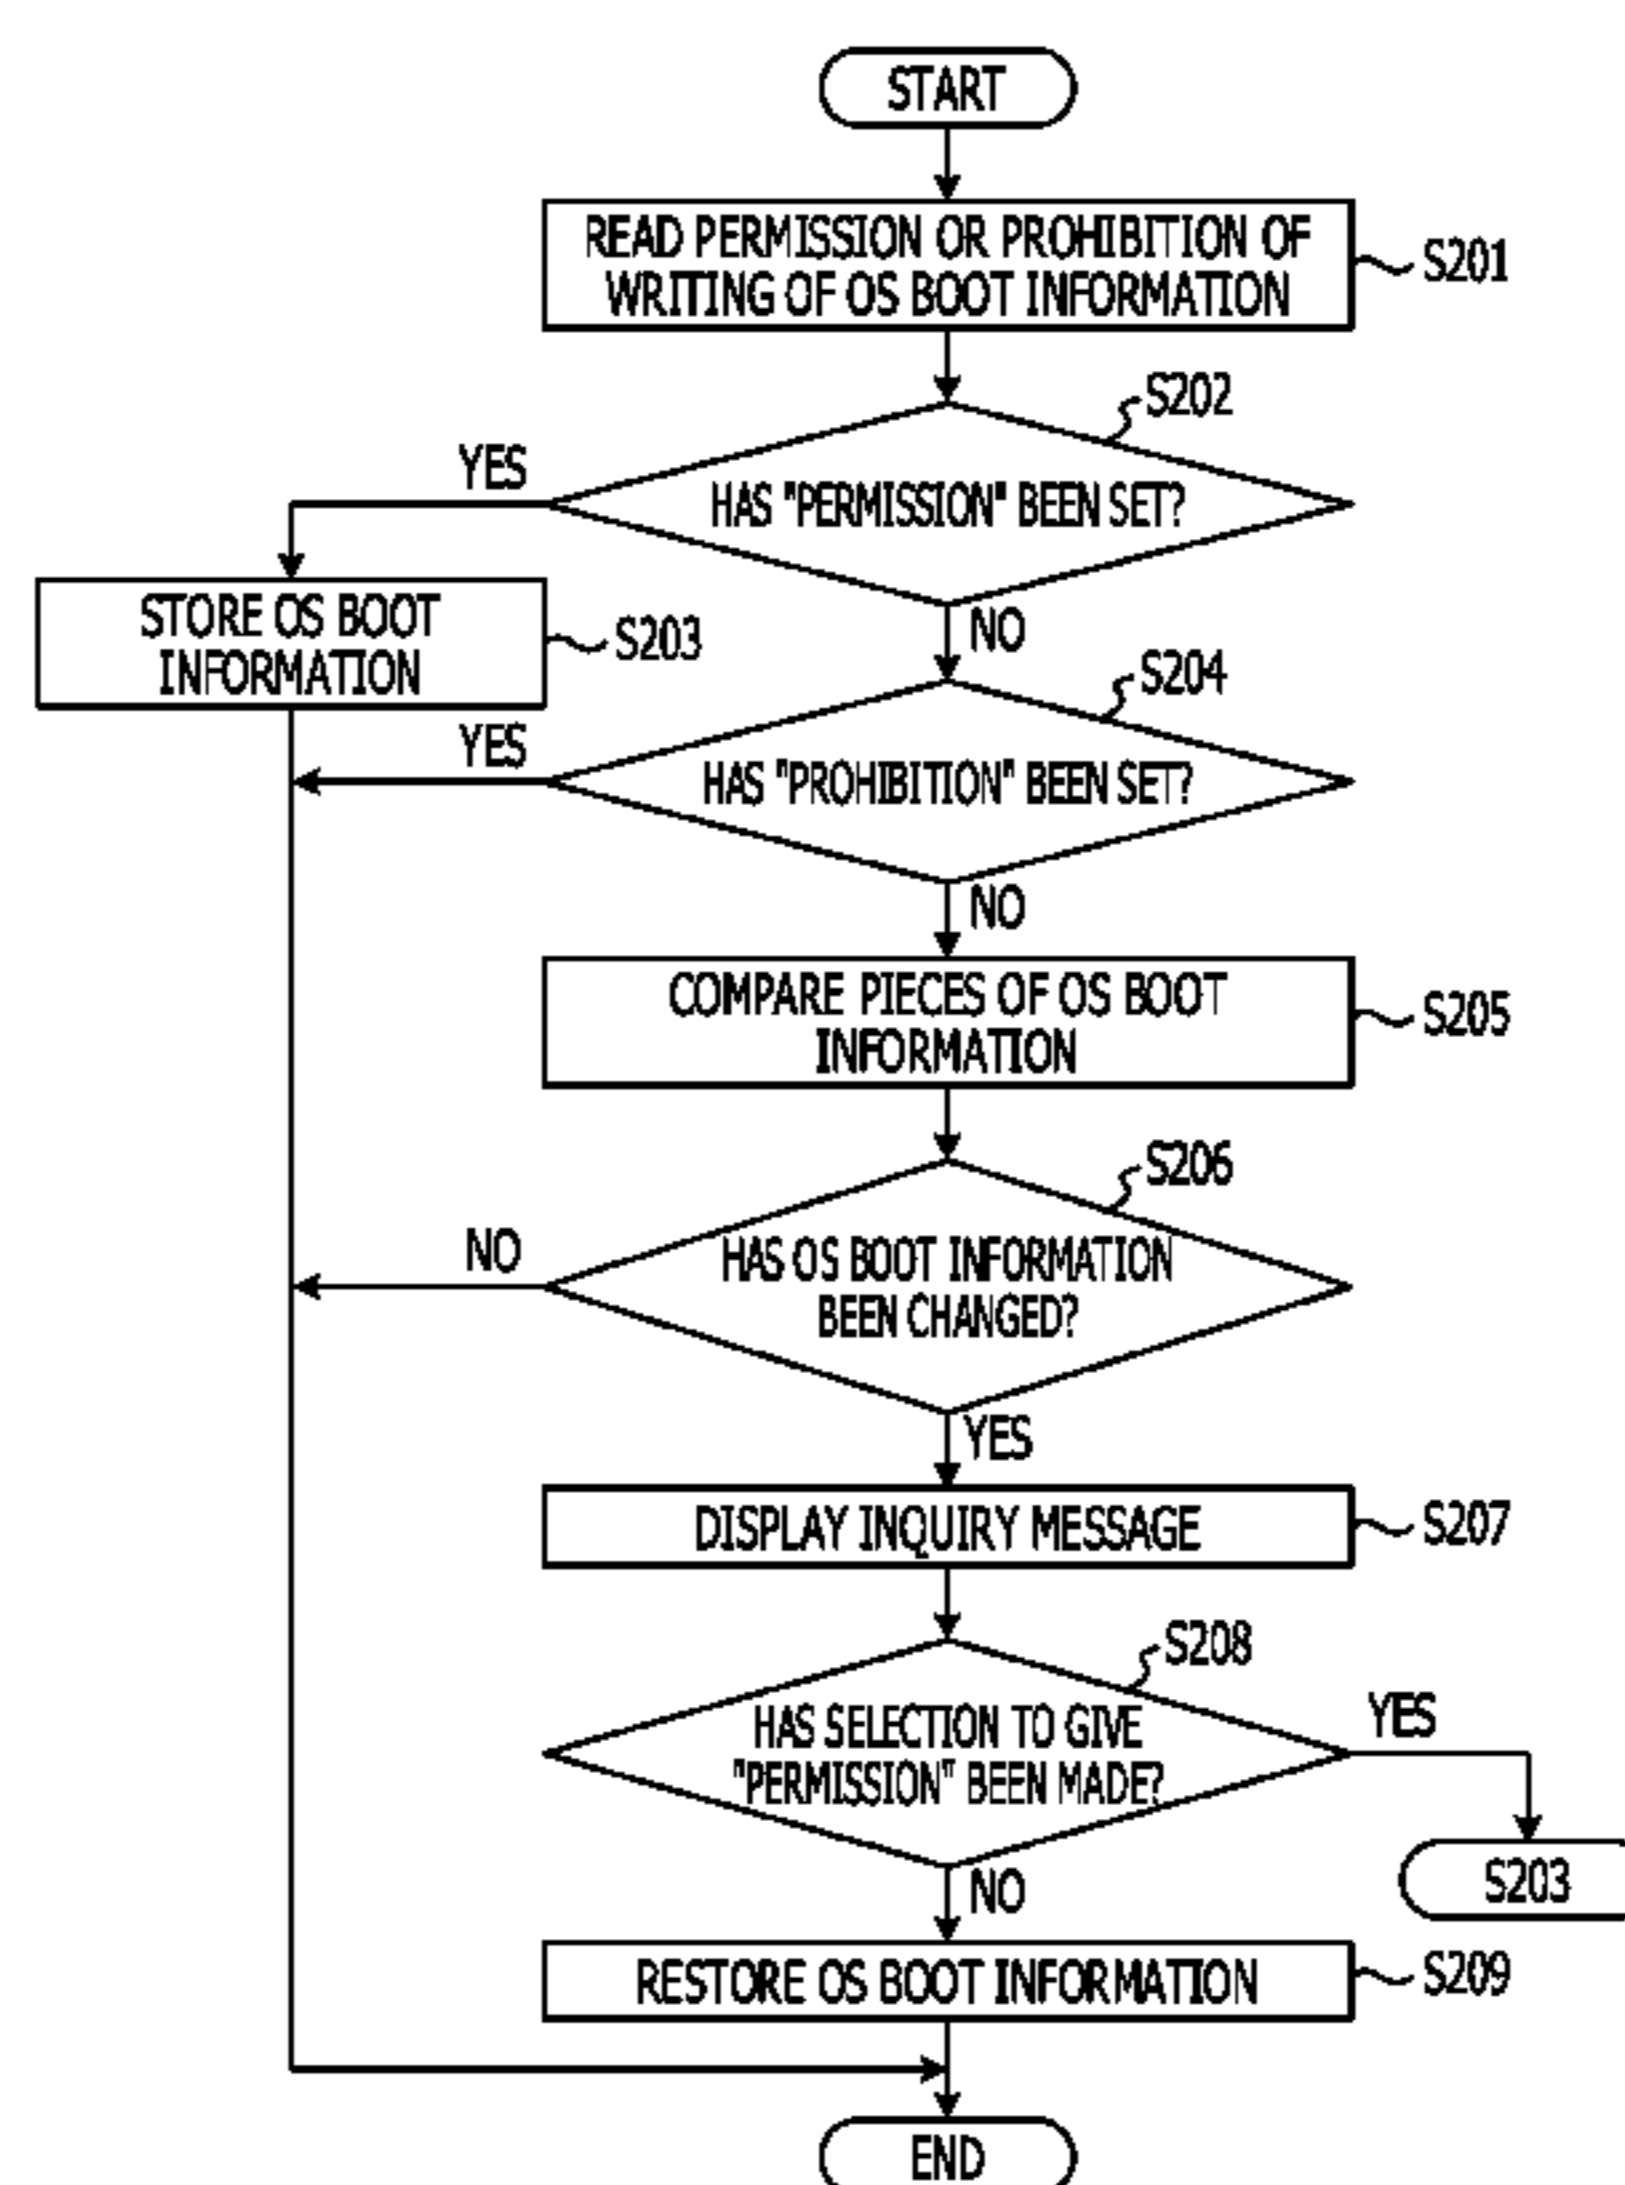 START
READ PERMISSION OR PROHIBITION OF
WRITING OF OS BOOT INFORMATION
S201
S202
YES
HAS "PERMISSION" BEEN SET?
STORE OS BOOT
INFORMATION
S203
NO
S204
YES
HAS "PROHIBITION" BEEN SET?
NO
COMPARE PIECES OF OS BOOT
INFORMATION
S205
S206
NO
HAS OS BOOT INFORMATION
BEEN CHANGED?
YES
DISPLAY INQUIRY MESSAGE
S207
S208
YES
HAS SELECTION TO GIVE
"PERMISSION" BEEN MADE?
S203
NO
RESTORE OS BOOT INFORMATION
S209
END